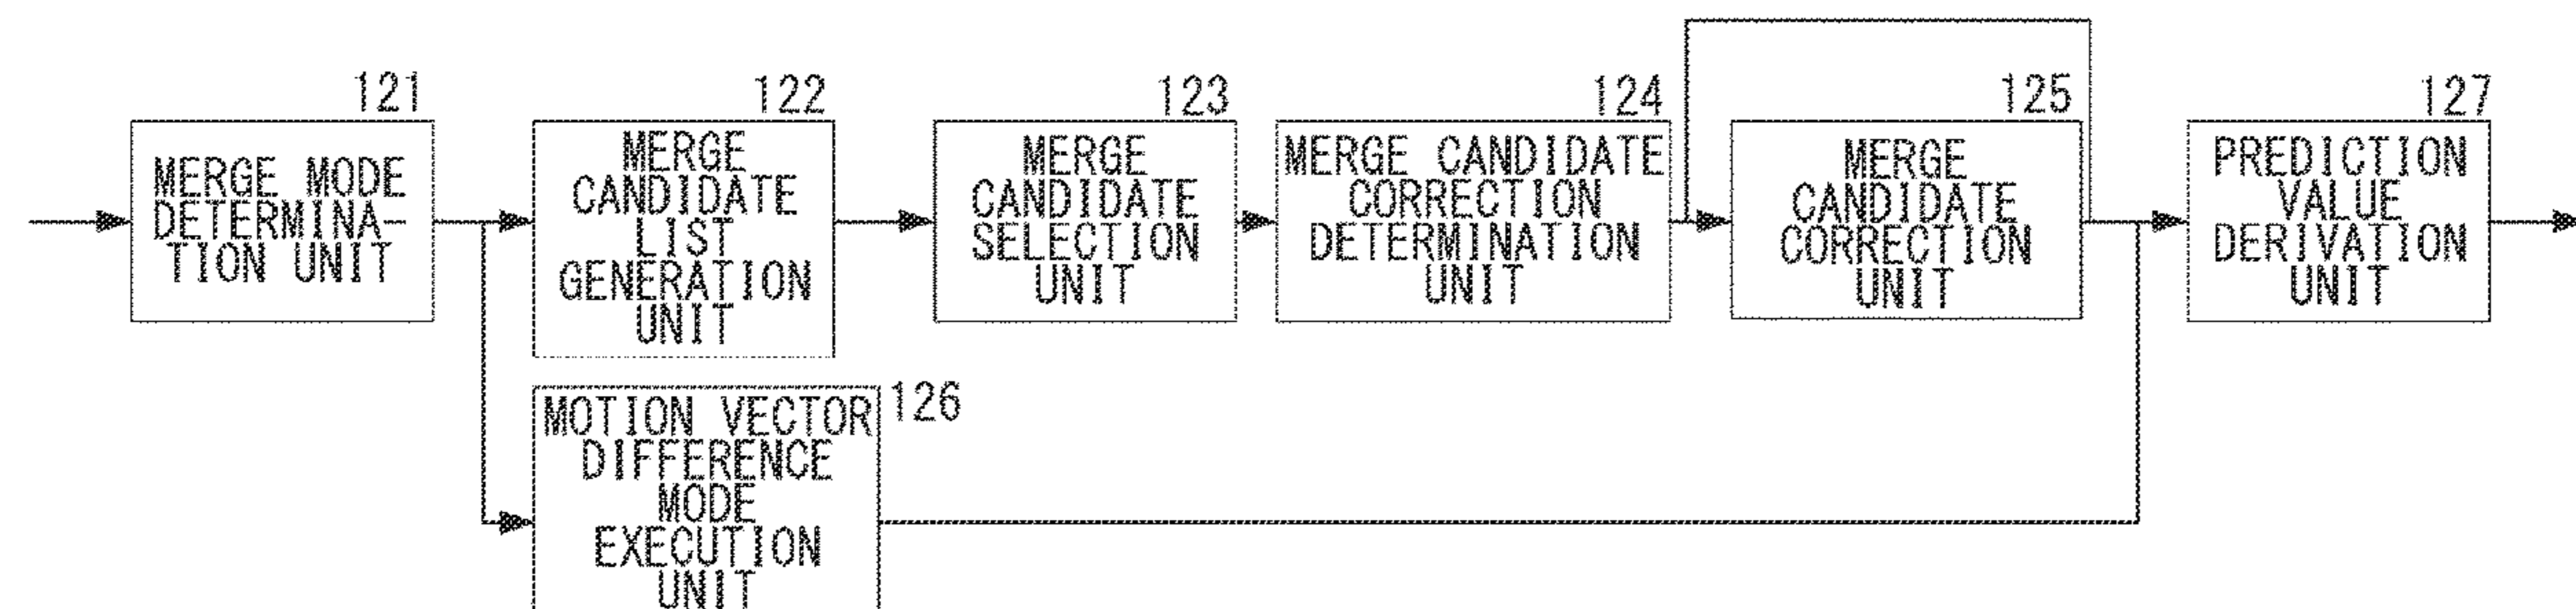 121
MERGE MODE
DETERMINA-
TION UNIT
122
MERGE
CANDIDATE
LIST
GENERATION
UNIT
123
MERGE
CANDIDATE
SELECTION
UNIT
124
MERGE CANDIDATE
CORRECTION
DETERMINATION
UNIT
125
MERGE
CANDIDATE
CORRECTION
UNIT
127
PREDICTION
VALUE
DERIVATION
UNIT
126
MOTION VECTOR
DIFFERENCE
MODE
EXECUTION
UNIT